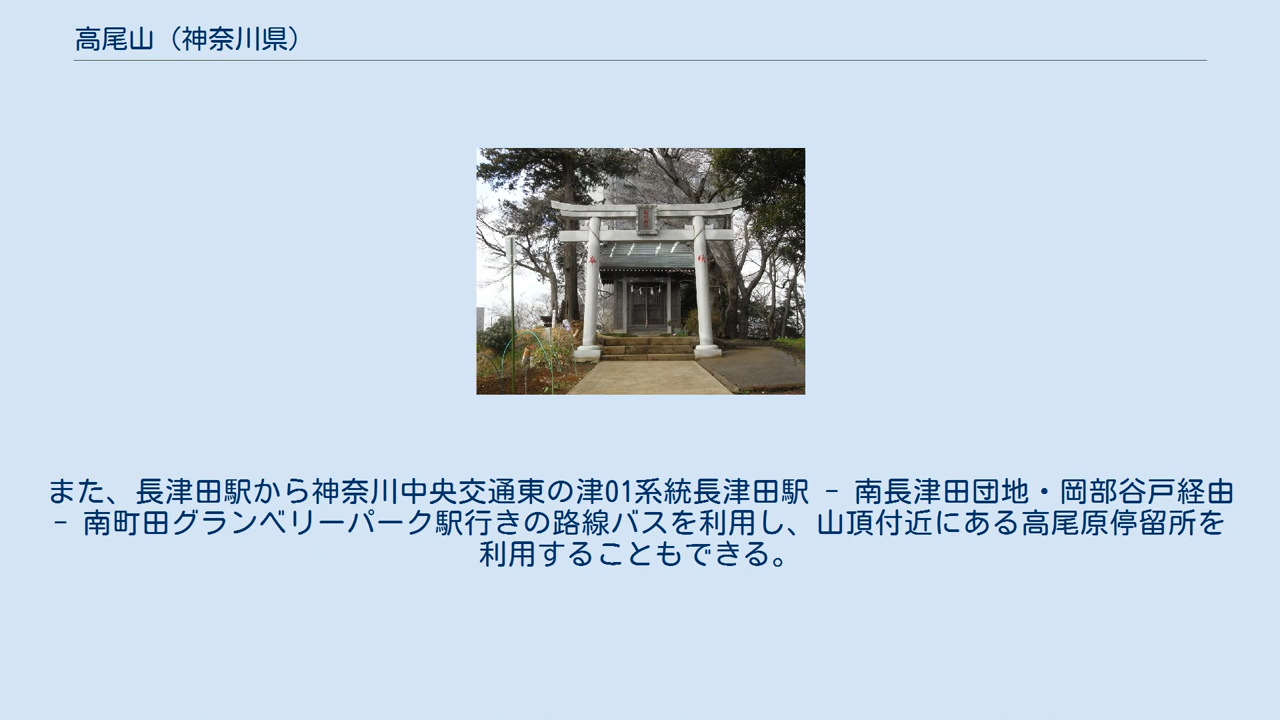 高尾山（神奈川県）
また、長津田駅から神奈川中央交通東の津01系統長津田駅 - 南長津田団地・岡部谷戸経由
- 南町田グランベリーパーク駅行きの路線バスを利用し、山頂付近にある高尾原停留所を
利用することもできる。